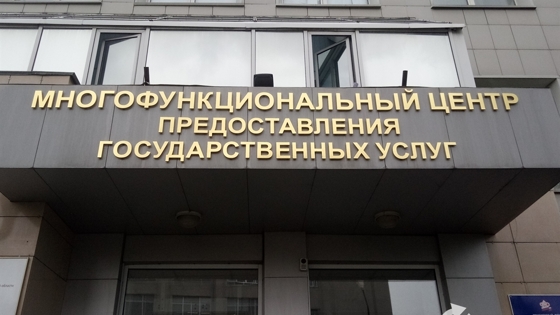 МНОГОФУНКЦИОНАЛЬНЫЙ ЦЕНТР
ПРЕДОСТАВЛЕНИЯ
ГОСУДАРСТВЕННЫХ УСЛУГ